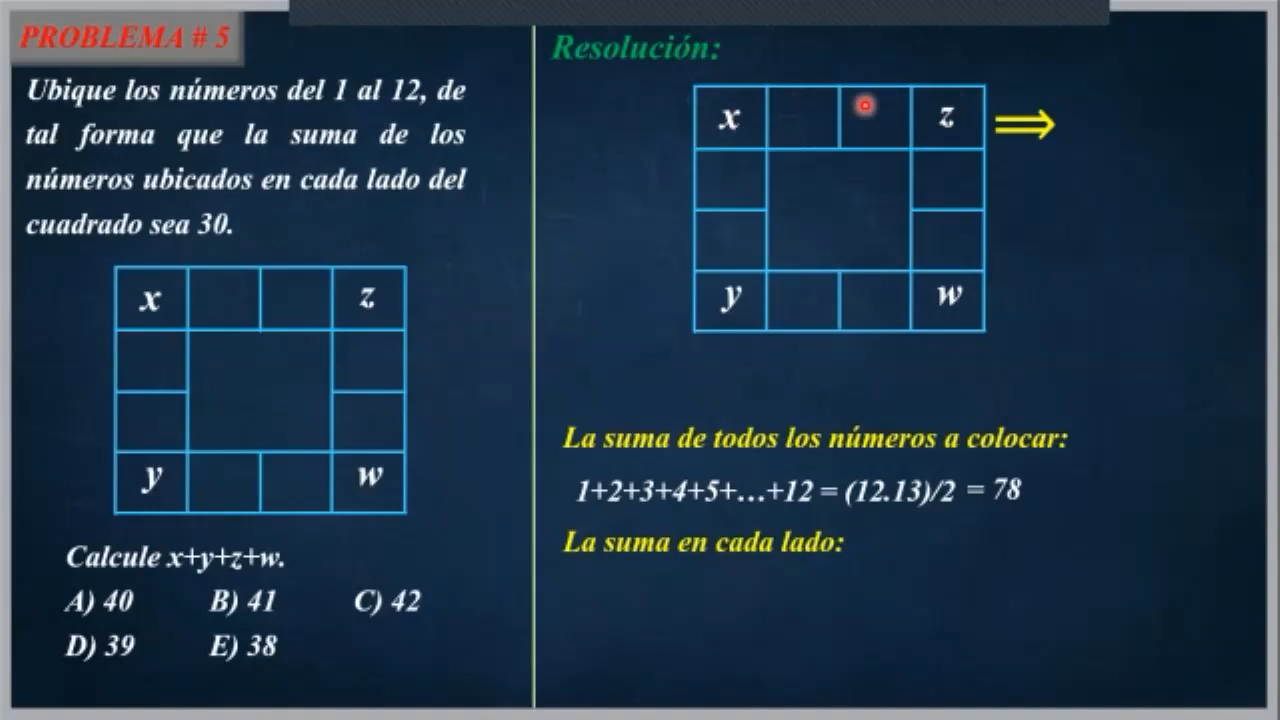 PROBLEMA # 5
Ubique los números del 1 al 12, de
tal forma que la suma de los
números ubicados en cada lado del
cuadrado sea 30.
x z
y w
Calcule x+y+z+w.
A) 40 B) 41 C) 42
D) 39 E) 38
Resolución:
x z ⇒
y w
La suma de todos los números a colocar:
1+2+3+4+5+...+12 = (12.13)/2 = 78
La suma en cada lado: